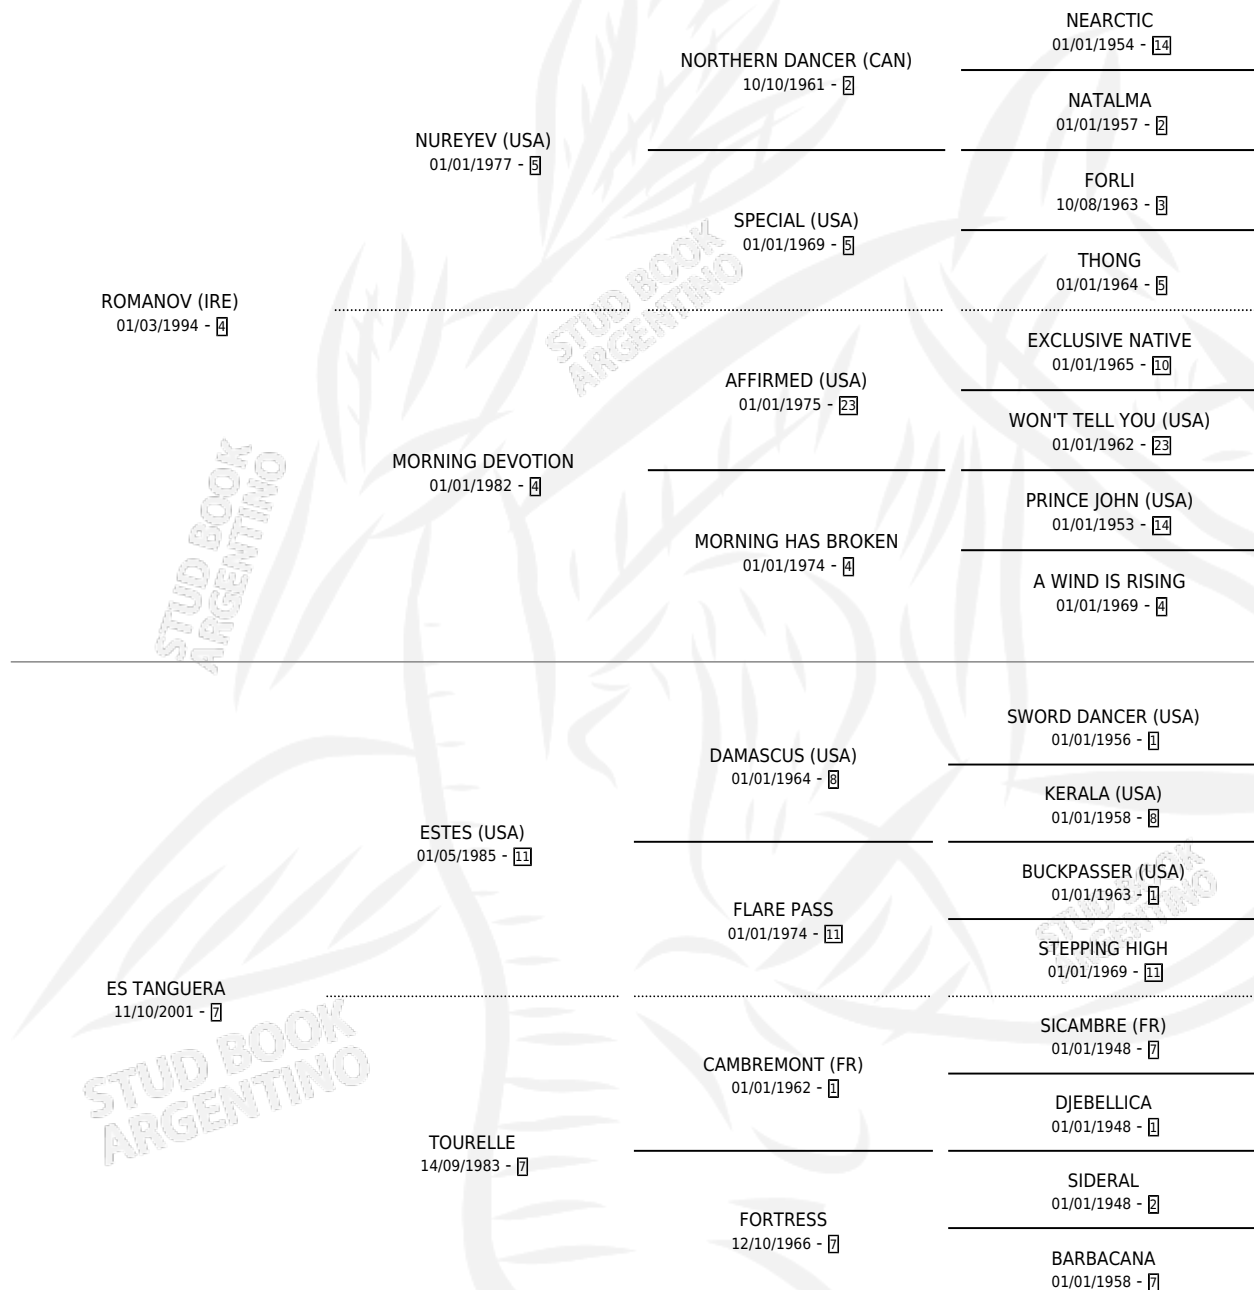 NEARCTIC
01/01/1954 - 14
NORTHERN DANCER (CAN)
10/10/1961 - 2
NATALMA
01/01/1957 - 2
NUREYEV (USA)
01/01/1977 - 5
FORLI
10/08/1963 - 3
SPECIAL (USA)
01/01/1969 - 5
THONG
01/01/1964 - 5
ROMANOV (IRE)
01/03/1994 - 4
EXCLUSIVE NATIVE
01/01/1965 - 10
AFFIRMED (USA)
01/01/1975 - 23
WON'T TELL YOU (USA)
01/01/1962 - 23
MORNING DEVOTION
01/01/1982 - 4
PRINCE JOHN (USA)
01/01/1953 - 14
MORNING HAS BROKEN
01/01/1974 - 4
A WIND IS RISING
01/01/1969 - 4
SWORD DANCER (USA)
01/01/1956 - 1
DAMASCUS (USA)
01/01/1964 - 8
KERALA (USA)
01/01/1958 - 8
ESTES (USA)
01/05/1985 - 11
BUCKPASSER (USA)
01/01/1963 - 1
FLARE PASS
01/01/1974 - 11
STEPPING HIGH
01/01/1969 - 11
ES TANGUERA
11/10/2001 - 7
SICAMBRE (FR)
01/01/1948 - 7
CAMBREMONT (FR)
01/01/1962 - 1
DJEBELLICA
01/01/1948 - 1
TOURELLE
14/09/1983 - 7
SIDERAL
01/01/1948 - 2
FORTRESS
12/10/1966 - 7
BARBACANA
01/01/1958 - 7
STUD BOOK
ARGENTINO
STUD BOOK
ARGENTINO
STUD BOOK
ARGENTINO
STUD BOOK
ARGENTINO